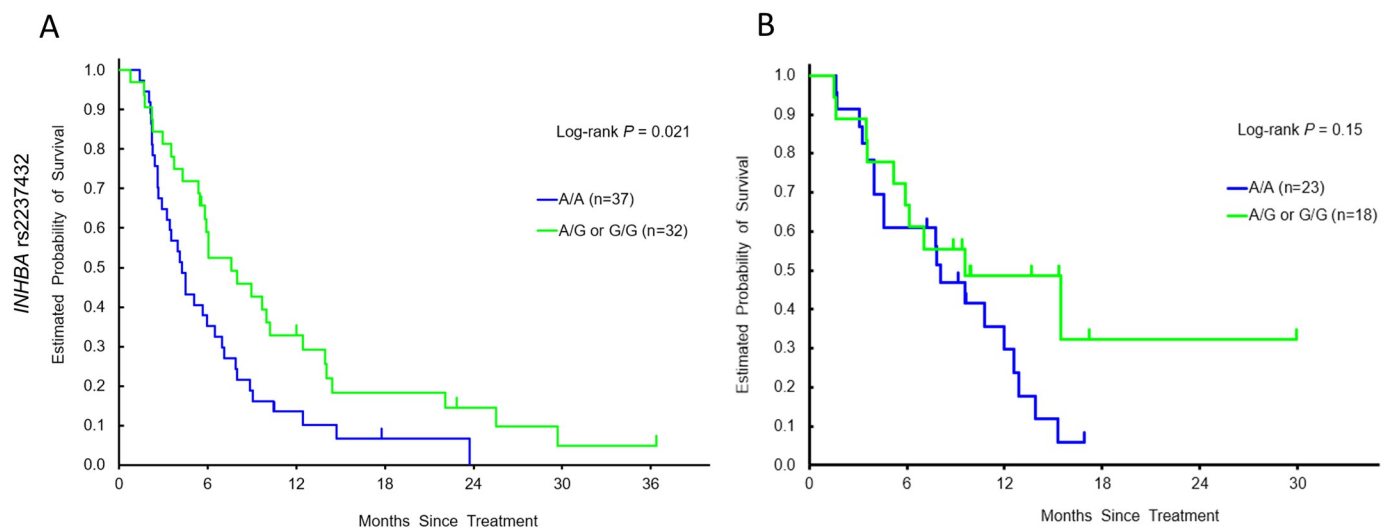 A
INHBA rs2237432
Estimated Probability of Survival
1.0
0.9
0.8
0.7
0.6
0.5
0.4
0.3
0.2
0.1
0.0
Log-rank P = 0.021
A/A (n=37)
A/G or G/G (n=32)
0 6 12 18 24 30 36
Months Since Treatment
B
Estimated Probability of Survival
1.0
0.9
0.8
0.7
0.6
0.5
0.4
0.3
0.2
0.1
0.0
Log-rank P = 0.15
A/A (n=23)
A/G or G/G (n=18)
0 6 12 18 24 30
Months Since Treatment